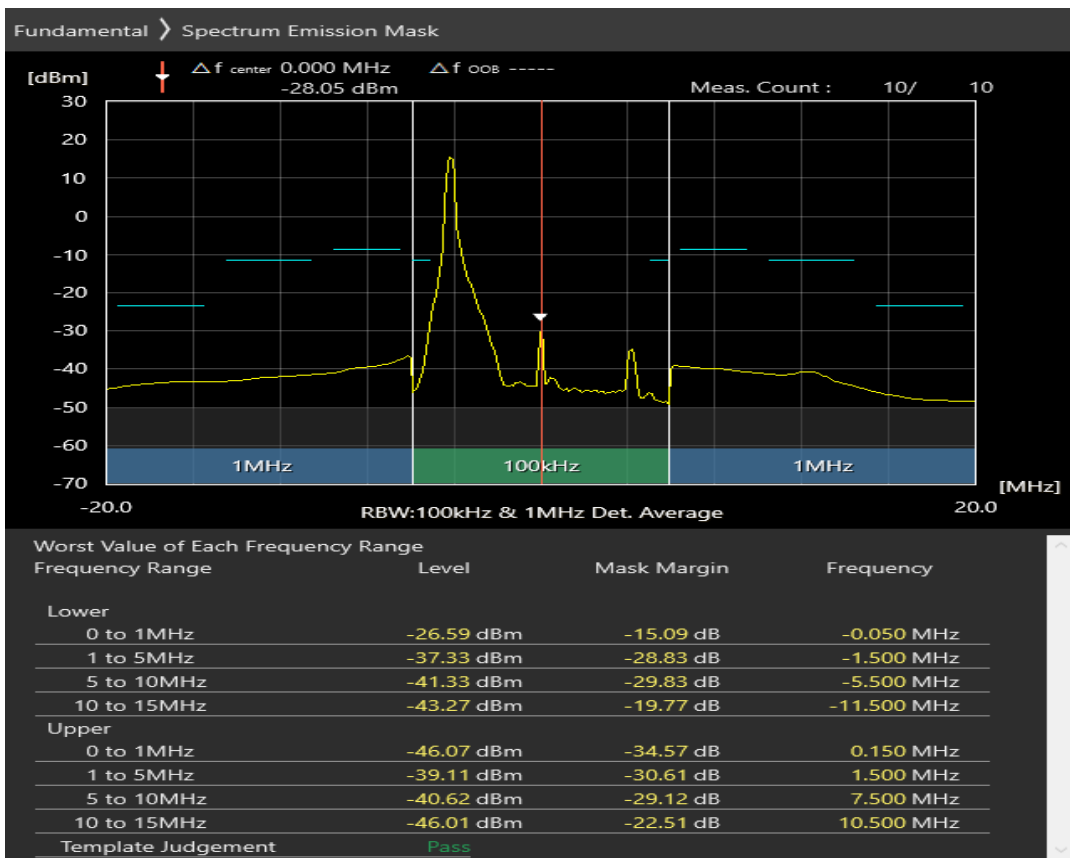 Fundamental 〉 Spectrum Emission Mask
[dBm] △f center 0.000 MHz △f OOB -----
-28.05 dBm Meas. Count : 10/ 10
30
20
10
0
-10
-20
-30
-40
-50
-60
-70
1MHz 100kHz 1MHz
[MHz]
-20.0 RBW:100kHz & 1MHz Det. Average 20.0
Worst Value of Each Frequency Range
Frequency Range Level Mask Margin Frequency
Lower
0 to 1MHz -26.59 dBm -15.09 dB -0.050 MHz
1 to 5MHz -37.33 dBm -28.83 dB -1.500 MHz
5 to 10MHz -41.33 dBm -29.83 dB -5.500 MHz
10 to 15MHz -43.27 dBm -19.77 dB -11.500 MHz
Upper
0 to 1MHz -46.07 dBm -34.57 dB 0.150 MHz
1 to 5MHz -39.11 dBm -30.61 dB 1.500 MHz
5 to 10MHz -40.62 dBm -29.12 dB 7.500 MHz
10 to 15MHz -46.01 dBm -22.51 dB 10.500 MHz
Template Judgement Pass